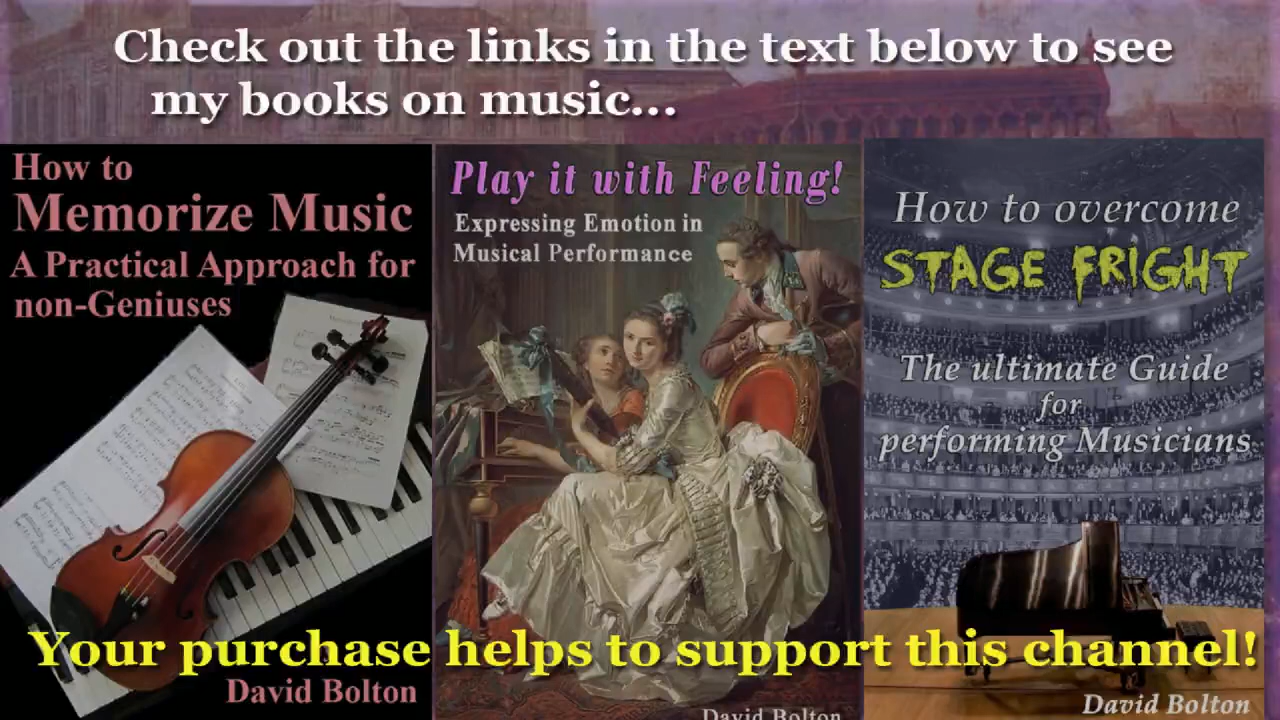 Check out the links in the text below to see
my books on music...
How to
Memorize Music
A Practical Approach for
non-Geniuses
Play it with Feeling!
Expressing Emotion in
Musical Performance
How to overcome
STAGE FRIGHT
The ultimate Guide
for
performing Musicians
Your purchase helps to support this channel!
David Bolton
David Bolton
David Bolton